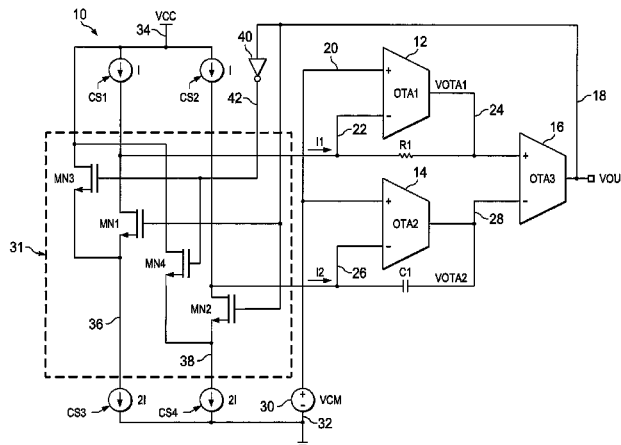 10
VCC
34
40
20
12
CS1
I
CS2
I
42
+
OTA1
VOTA1
-
22
24
18
I1
R1
16
MN3
+
OTA3
VOU
-
14
MN1
+
OTA2
28
31
MN4
-
I2
26
C1
VOTA2
MN2
36
38
CS3
2I
CS4
2I
30
+
-
VCM
32